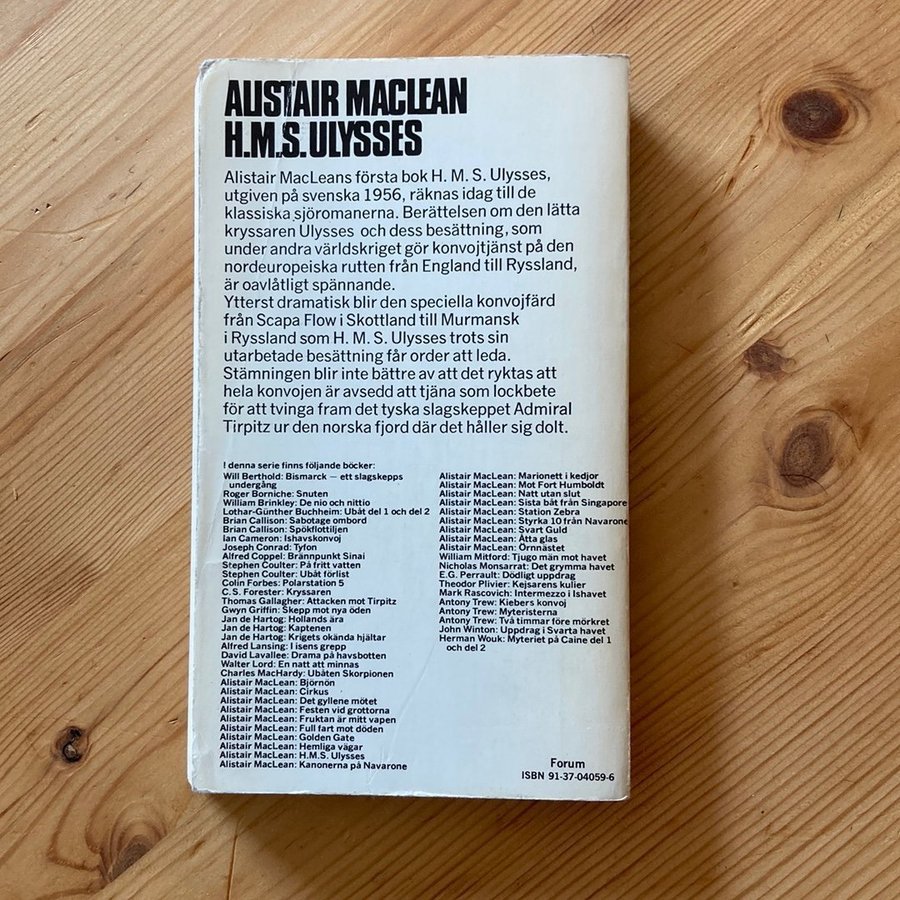 ALISTAIR MACLEAN
H.M.S. ULYSSES
Alistair MacLeans första bok H. M. S. Ulysses,
utgiven på svenska 1956, räknas idag till de
klassiska sjöromanerna. Berättelsen om den lätta
kryssaren Ulysses och dess besättning, som
under andra världskriget gör konvojtjänst på den
nordeuropeiska rutten från England till Ryssland,
är oavlåtligt spännande.
Ytterst dramatisk blir den speciella konvojfärd
från Scapa Flow i Skottland till Murmansk
i Ryssland som H. M. S. Ulysses trots sin
utarbetade besättning får order att leda.
Stämningen blir inte bättre av att det ryktas att
hela konvojen är avsedd att tjäna som lockbete
för att tvinga fram det tyska slagskeppet Admiral
Tirpitz ur den norska fjord där det håller sig dolt.
I denna serie finns följande böcker:
Will Berthold: Bismarck — ett slagskepps
undergång
Roger Borniche: Snuten
William Brinkley: De nio och nittio
Lothar-Günther Buchheim: Ubåt del 1 och del 2
Brian Callison: Sabotage ombord
Brian Callison: Spökflottiljen
Ian Cameron: Ishavskonvoj
Joseph Conrad: Tyfon
Alfred Coppel: Brännpunkt Sinai
Stephen Coulter: På fritt vatten
Stephen Coulter: Ubåt förlist
Colin Forbes: Polarstation 5
C.S. Forester: Kryssaren
Thomas Gallagher: Attacken mot Tirpitz
Gwyn Griffin: Skepp mot nya öden
Jan de Hartog: Hollands ära
Jan de Hartog: Kaptenen
Jan de Hartog: Krigets okända hjältar
Alfred Lansing: I isens grepp
David Lavallee: Drama på havsbotten
Walter Lord: En natt att minnas
Charles MacHardy: Ubåten Skorpionen
Alistair MacLean: Björnön
Alistair MacLean: Cirkus
Alistair MacLean: Det gyllene mötet
Alistair MacLean: Festen vid grottorna
Alistair MacLean: Fruktan är mitt vapen
Alistair MacLean: Full fart mot döden
Alistair MacLean: Golden Gate
Alistair MacLean: Hemliga vägar
Alistair MacLean: H.M.S. Ulysses
Alistair MacLean: Kanonerna på Navarone
Alistair MacLean: Marionett i kedjor
Alistair MacLean: Mot Fort Humboldt
Alistair MacLean: Natt utan slut
Alistair MacLean: Sista båt från Singapore
Alistair MacLean: Station Zebra
Alistair MacLean: Styrka 10 från Navarone
Alistair MacLean: Svart Guld
Alistair MacLean: Åtta glas
Alistair MacLean: Örnnästet
William Mitford: Tjugo män mot havet
Nicholas Monsarrat: Det grymma havet
E.G. Perrault: Dödligt uppdrag
Theodor Plivier: Kejsarens kulier
Mark Rascovich: Intermezzo i Ishavet
Antony Trew: Kiebers konvoj
Antony Trew: Myteristerna
Antony Trew: Två timmar före mörkret
John Winton: Uppdrag i Svarta havet
Herman Wouk: Myteriet på Caine del 1
och del 2
Forum
ISBN 91-37-04059-6